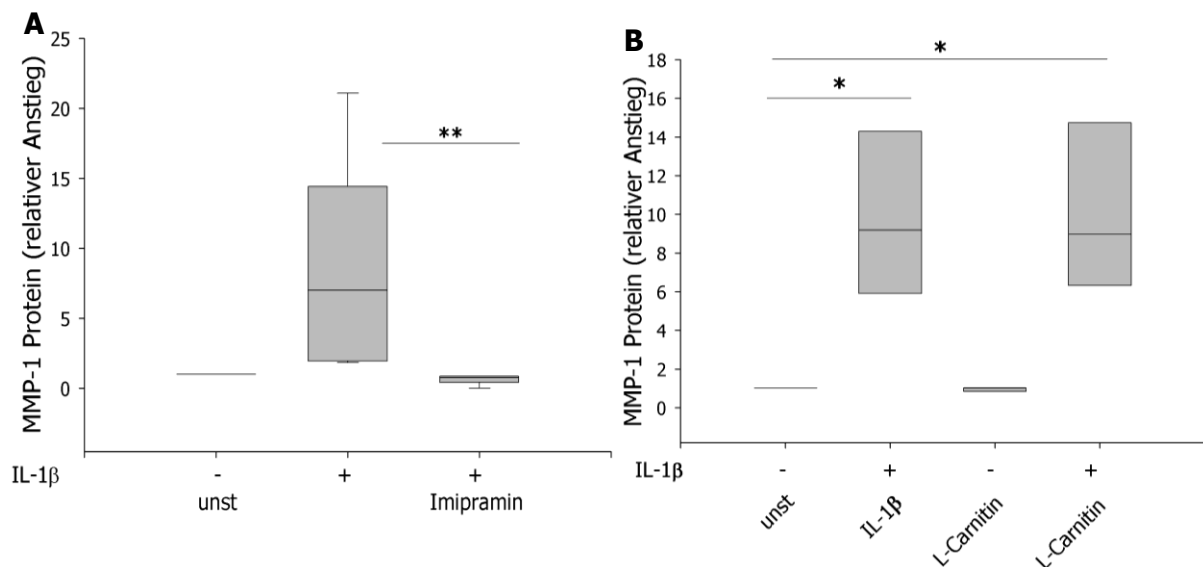 A
MMP-1 Protein (relativer Anstieg)
25
20
15
10
5
0
**
IL-1β - + +
unst Imipramin
B
MMP-1 Protein (relativer Anstieg)
18
16
14
12
10
8
6
4
2
0
*
*
IL-1β - + - +
unst IL-1β L-Carnitin L-Carnitin